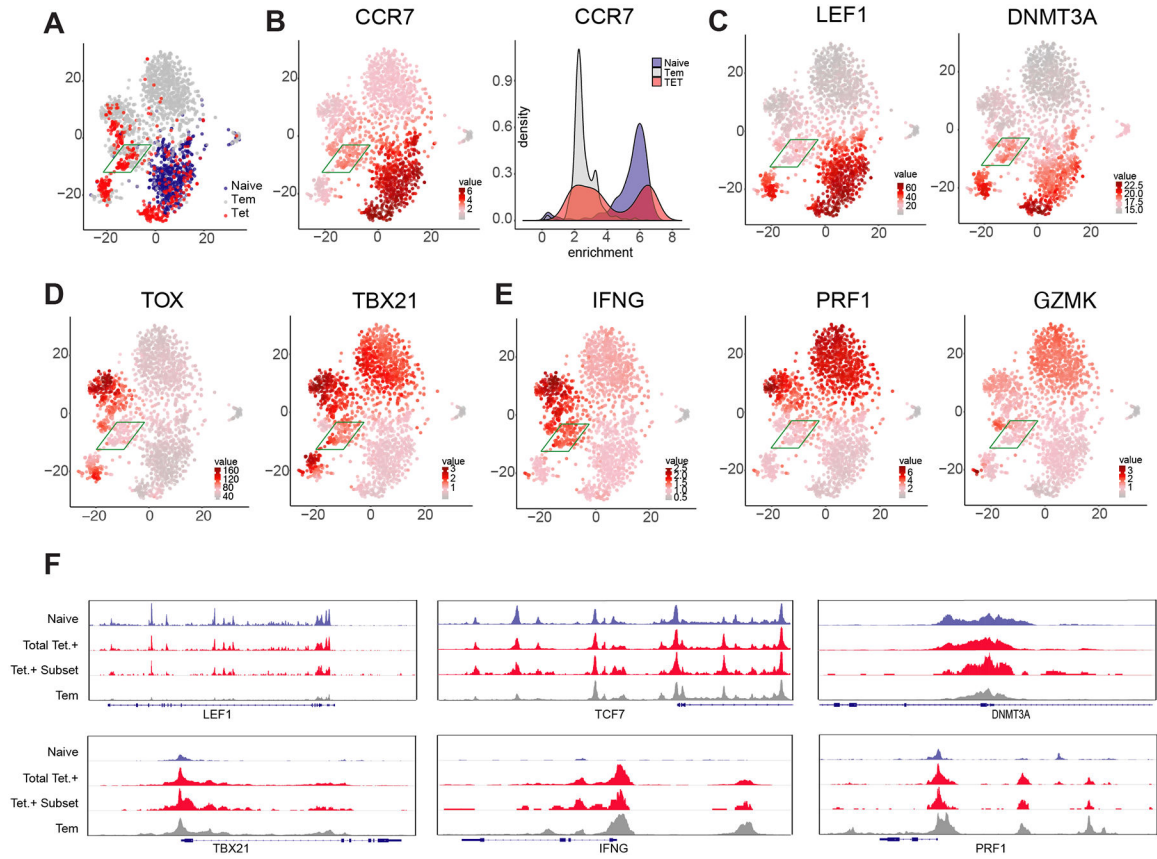 A
B
CCR7
CCR7
C
LEF1
DNMT3A
20
0
−20
−20 0 20
Naive
Tem
Tet
20
0
−20
−20 0 20
value
6
4
2
density
0.9
0.6
0.3
0.0
0 2 4 6 8
enrichment
Naive
Tem
TET
20
0
−20
−20 0 20
value
60
40
20
20
0
−20
−20 0 20
value
22.5
20.0
17.5
15.0
D
TOX
TBX21
E
IFNG
PRF1
GZMK
20
0
−20
−20 0 20
value
160
120
80
40
20
0
−20
−20 0 20
value
3
2
1
20
0
−20
−20 0 20
value
2.5
2.0
1.5
1.0
0.5
20
0
−20
−20 0 20
value
6
4
2
20
0
−20
−20 0 20
value
3
2
1
F
Naive
Total Tet.+
Tet.+ Subset
Tem
LEF1
TCF7
DNMT3A
Naive
Total Tet.+
Tet.+ Subset
Tem
TBX21
IFNG
PRF1